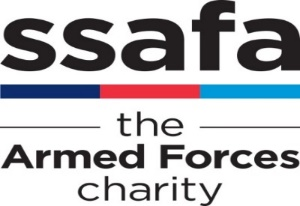 ssafa
the
Armed Forces
charity